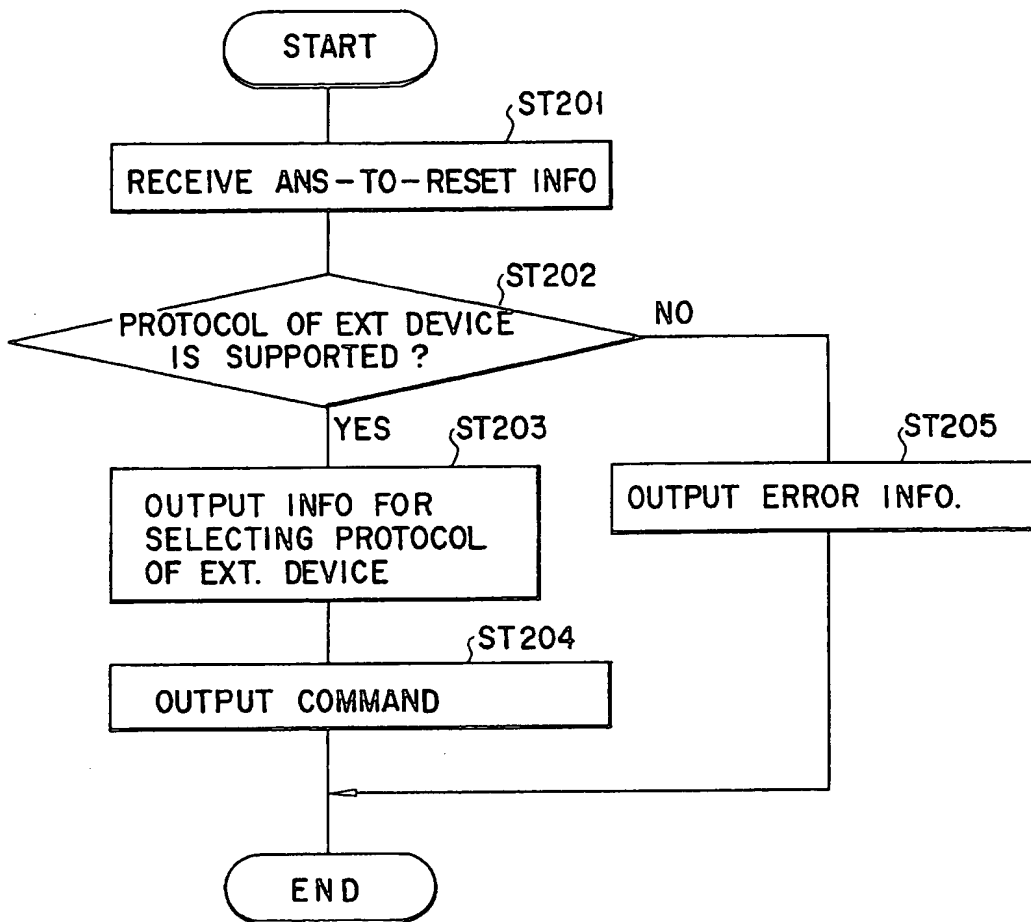 START
ST201
RECEIVE ANS-TO-RESET INFO
ST202
PROTOCOL OF EXT DEVICE
IS SUPPORTED?
NO
YES
ST203
OUTPUT INFO FOR
SELECTING PROTOCOL
OF EXT. DEVICE
ST205
OUTPUT ERROR INFO.
ST204
OUTPUT COMMAND
END